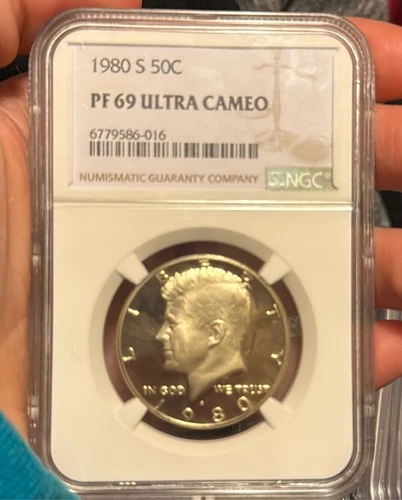 1980 S 50C
PF 69 ULTRA CAMEO
6779586-016
NUMISMATIC GUARANTY COMPANY
NGC®
LIBERTY
IN GOD WE TRUST
1980